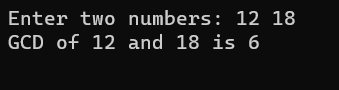 Enter two numbers: 12 18
GCD of 12 and 18 is 6